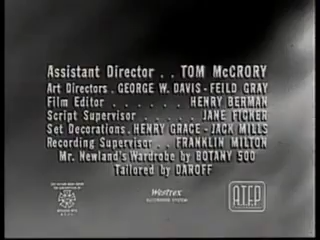 Assistant Director . . TOM McCRORY
Art Directors . GEORGE W. DAVIS - FEILD GRAY
Film Editor . . . . . . HENRY BERMAN
Script Supervisor . . . . . JANE FICKER
Set Decorations. HENRY GRACE - JACK MILLS
Recording Supervisor . . FRANKLIN MILTON
Mr. Newland's Wardrobe by BOTANY 500
Tailored by DAROFF
Westrex
RECORDING SYSTEM
A.T.F.P.